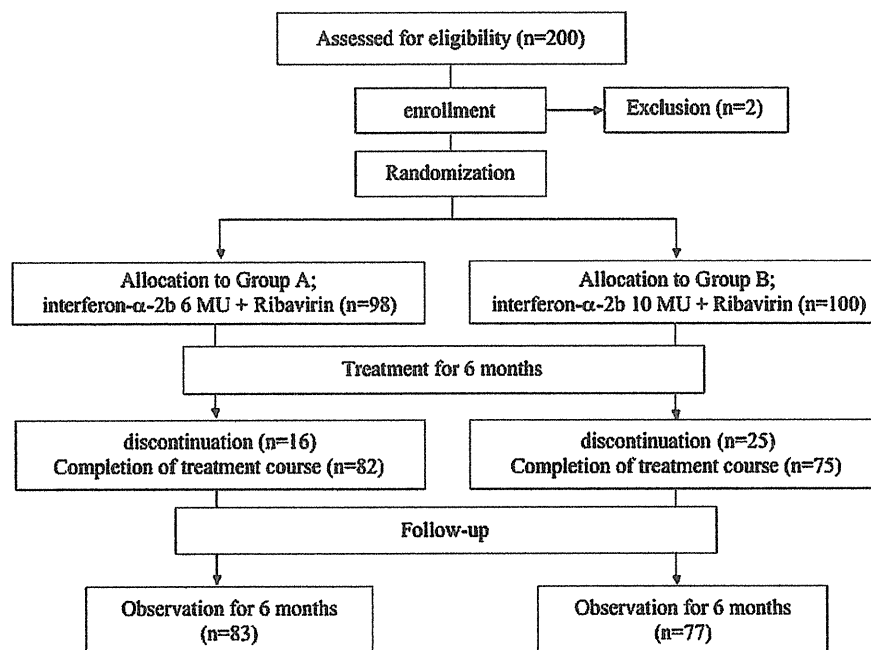 Assessed for eligibility (n=200)
enrollment
Exclusion (n=2)
Randomization
Allocation to Group A;
interferon-α-2b 6 MU + Ribavirin (n=98)
Allocation to Group B;
interferon-α-2b 10 MU + Ribavirin (n=100)
Treatment for 6 months
discontinuation (n=16)
Completion of treatment course (n=82)
discontinuation (n=25)
Completion of treatment course (n=75)
Follow-up
Observation for 6 months
(n=83)
Observation for 6 months
(n=77)